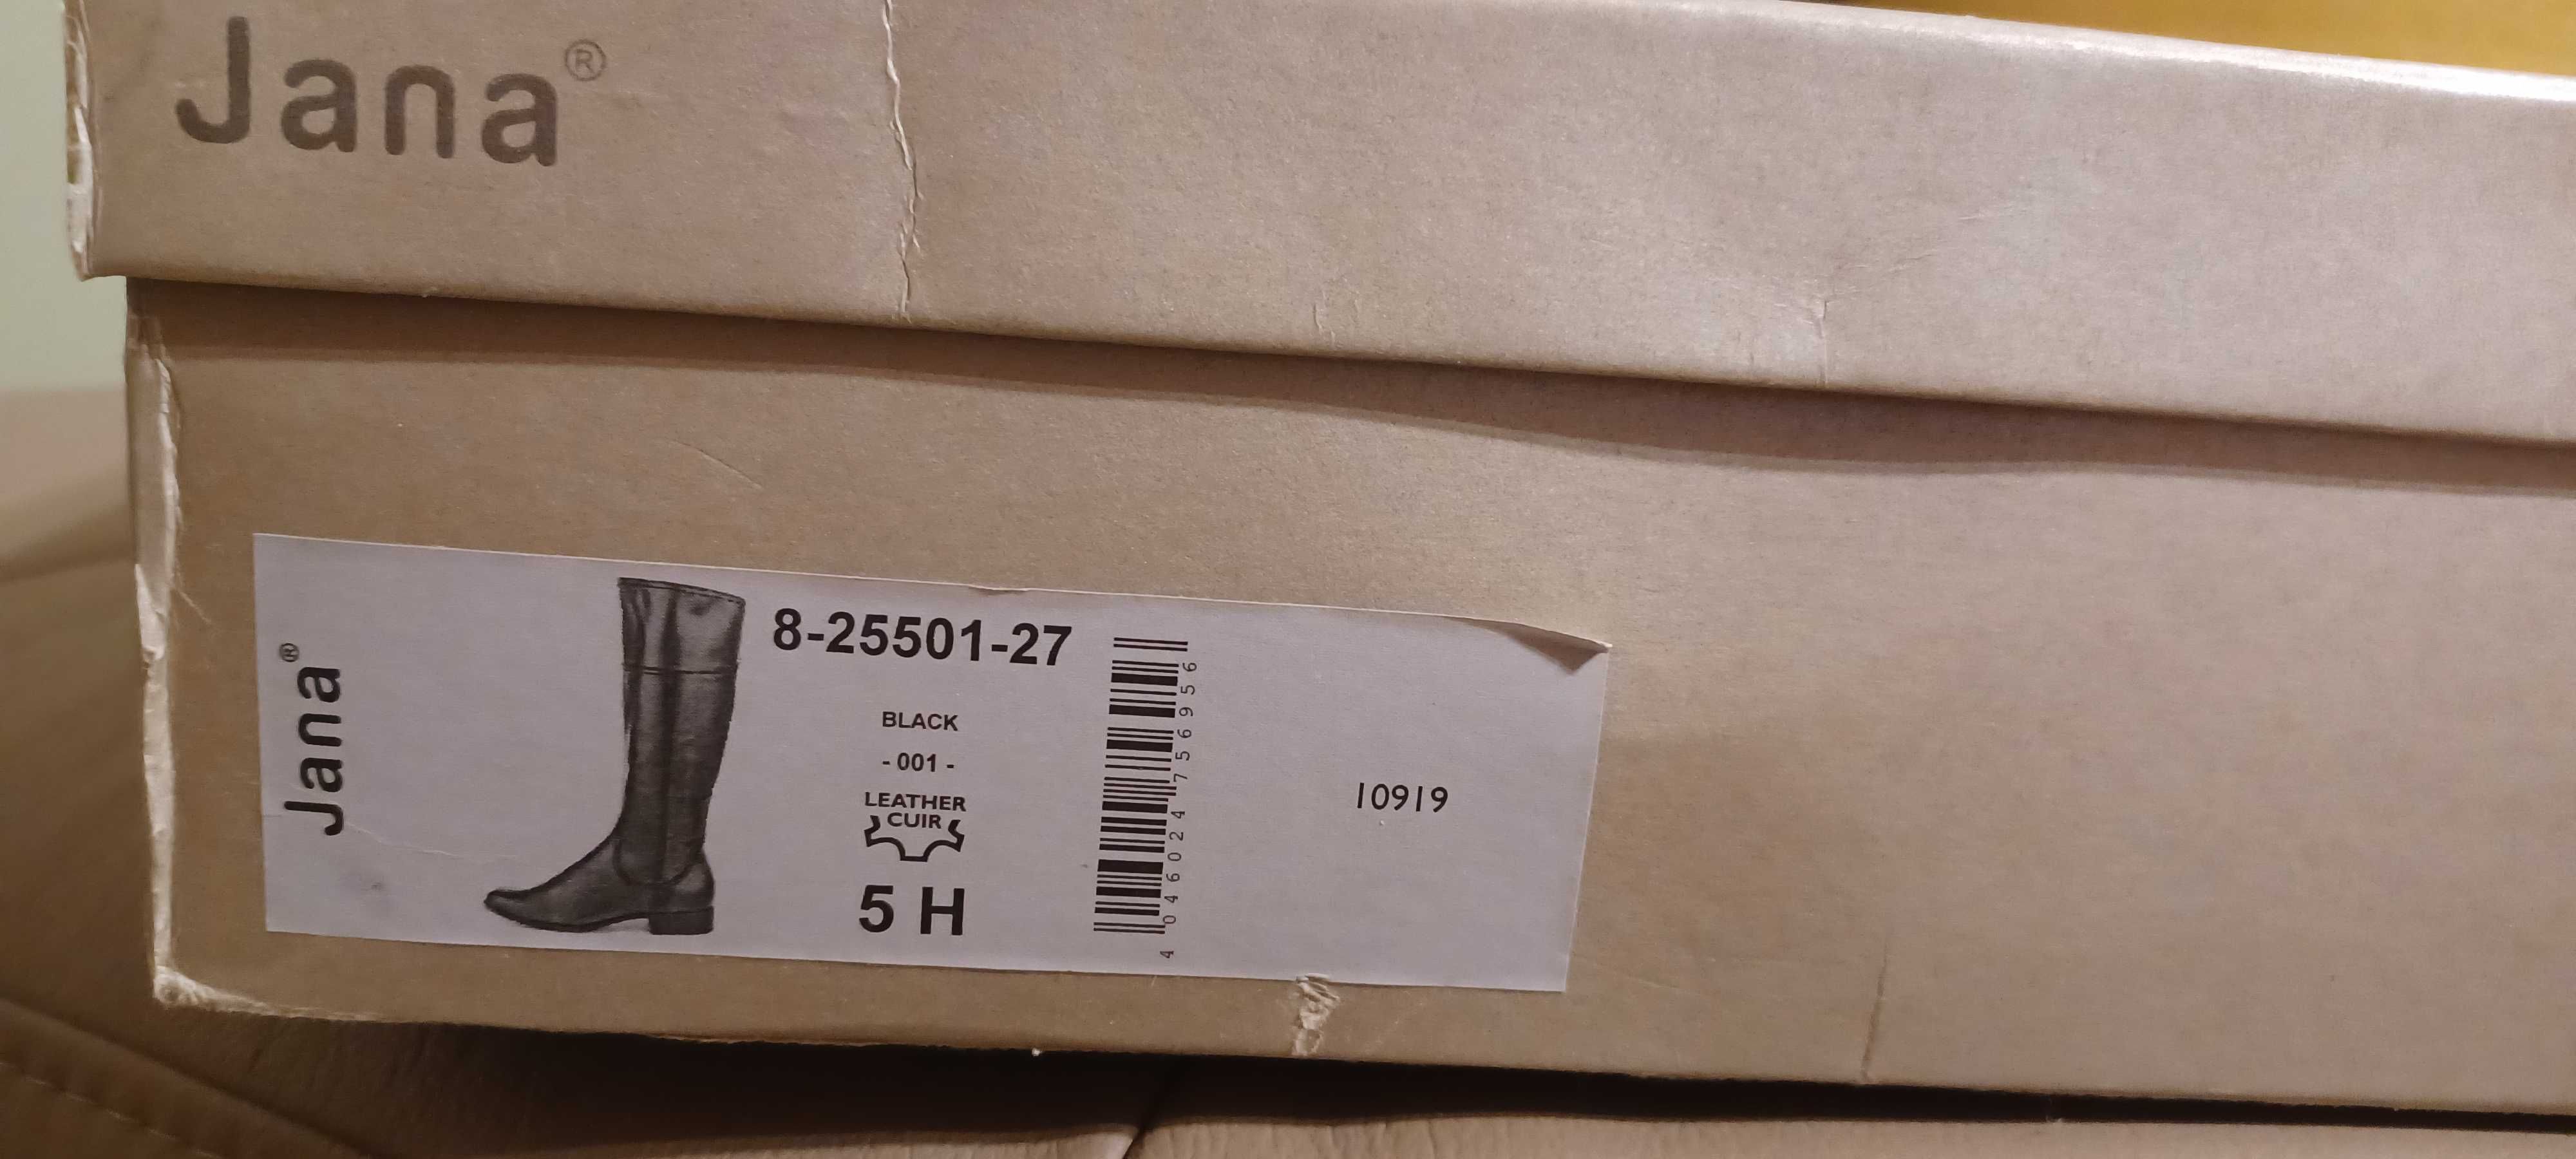 Jana®
Jana®
8-25501-27
BLACK
- 001 -
LEATHER
CUIR
5 H
4 046024 756956
10919